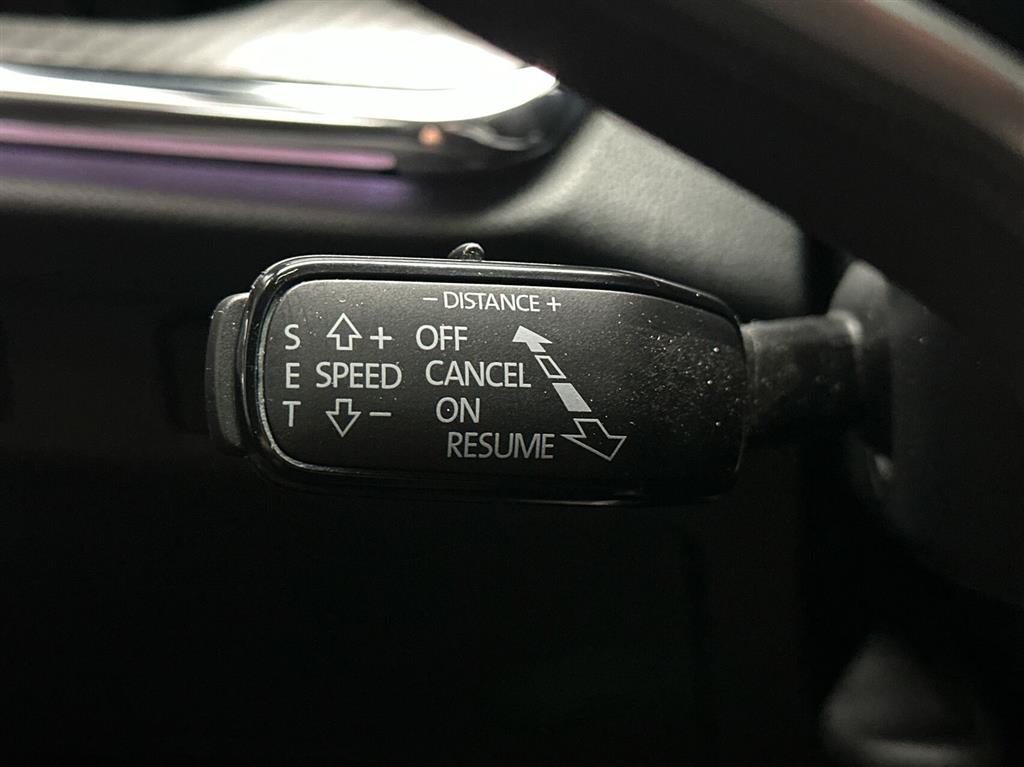 − DISTANCE +
S + OFF
E SPEED CANCEL
T − ON
RESUME